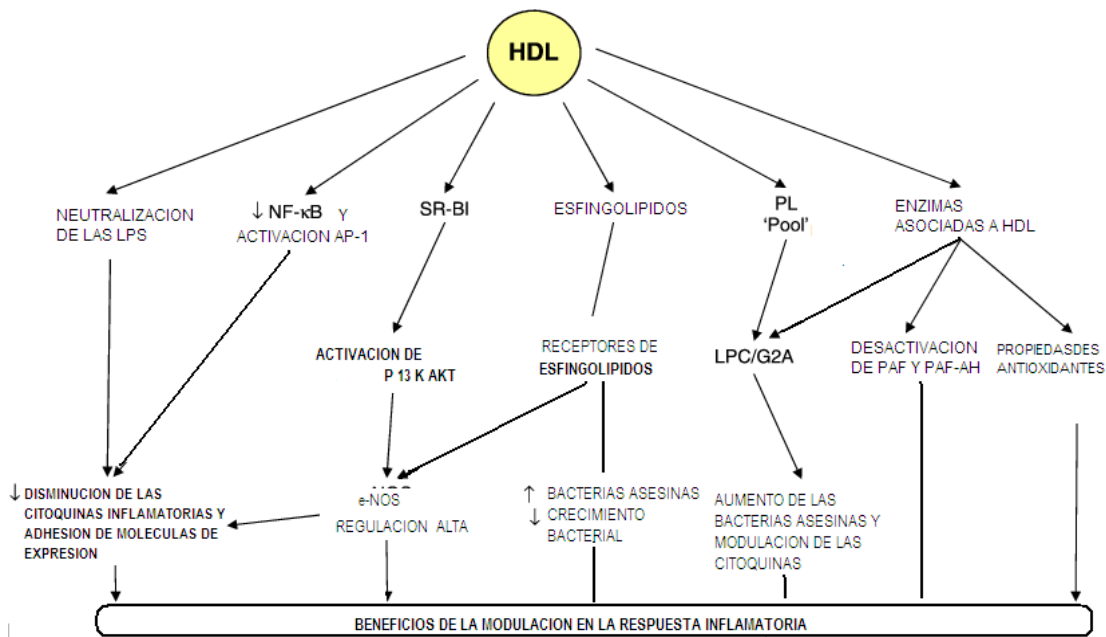 HDL
NEUTRALIZACION
DE LAS LPS
↓ NF-κB Y
ACTIVACION AP-1
SR-BI
ESFINGOLIPIDOS
PL
‘Pool’
ENZIMAS
ASOCIADAS A HDL
ACTIVACION DE
P 13 K AKT
RECEPTORES DE
ESFINGOLIPIDOS
LPC/G2A
DESACTIVACION
DE PAF Y PAF-AH
PROPIEDASDES
ANTIOXIDANTES
↓ DISMINUCION DE LAS
CITOQUINAS INFLAMATORIAS Y
ADHESION DE MOLECULAS DE
EXPRESION
e-NOS
REGULACION ALTA
↑ BACTERIAS ASESINAS
↓ CRECIMIENTO
BACTERIAL
AUMENTO DE LAS
BACTERIAS ASESINAS Y
MODULACION DE LAS
CITOQUINAS
BENEFICIOS DE LA MODULACION EN LA RESPUESTA INFLAMATORIA